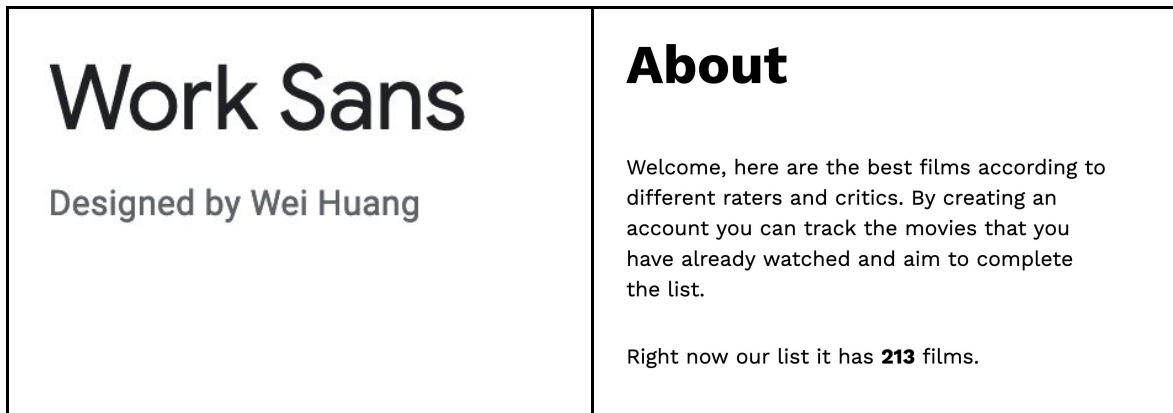 Work Sans
Designed by Wei Huang
About
Welcome, here are the best films according to
different raters and critics. By creating an
account you can track the movies that you
have already watched and aim to complete
the list.
Right now our list it has 213 films.